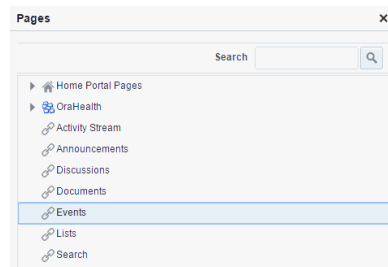 Pages
Search
Home Portal Pages
OraHealth
Activity Stream
Announcements
Discussions
Documents
Events
Lists
Search